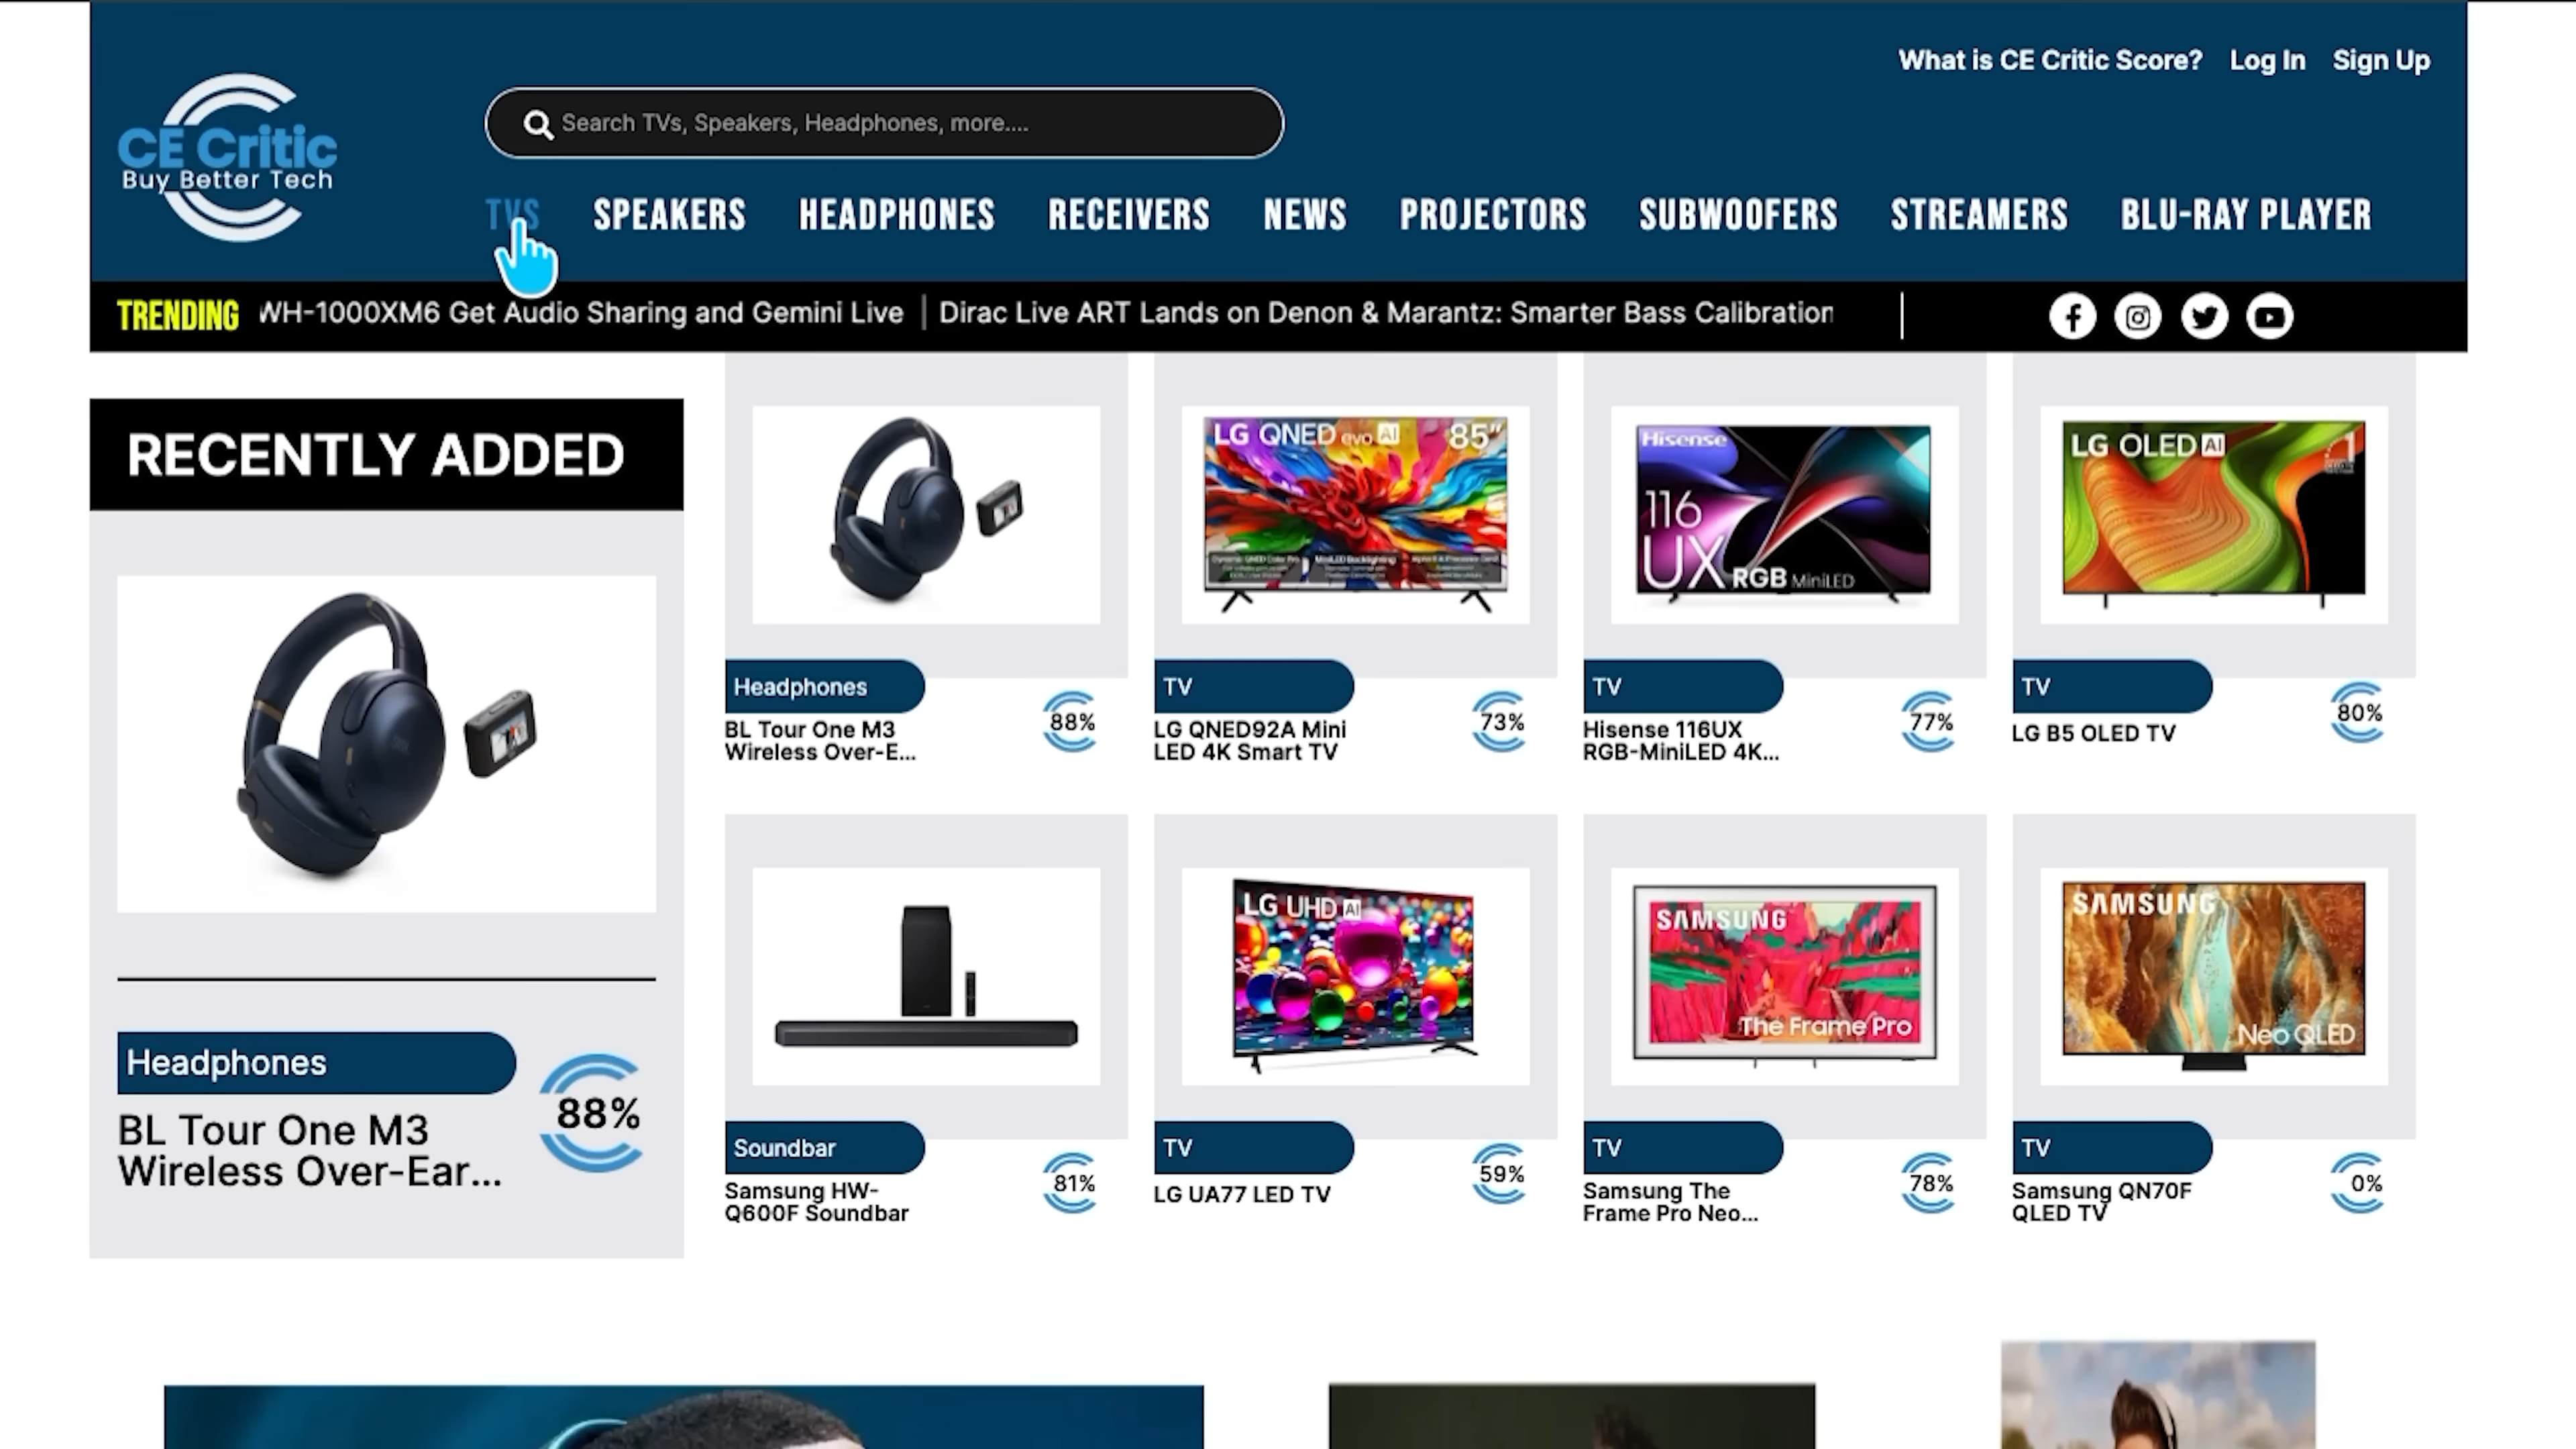 What is CE Critic Score? Log In Sign Up
CE Critic
Buy Better Tech
Search TVs, Speakers, Headphones, more....
TVS SPEAKERS HEADPHONES RECEIVERS NEWS PROJECTORS SUBWOOFERS STREAMERS BLU-RAY PLAYER
TRENDING WH-1000XM6 Get Audio Sharing and Gemini Live | Dirac Live ART Lands on Denon & Marantz: Smarter Bass Calibration
RECENTLY ADDED
Headphones
88%
BL Tour One M3
Wireless Over-Ear...
Headphones
88%
BL Tour One M3
Wireless Over-E...
LG QNED evo AI 85"
TV
73%
LG QNED92A Mini
LED 4K Smart TV
Hisense
116
UX RGB MiniLED
TV
77%
Hisense 116UX
RGB-MiniLED 4K...
LG OLED AI
TV
80%
LG B5 OLED TV
Soundbar
81%
Samsung HW-
Q600F Soundbar
LG UHD AI
TV
59%
LG UA77 LED TV
SAMSUNG
The Frame Pro
TV
78%
Samsung The
Frame Pro Neo...
SAMSUNG
Neo QLED
TV
0%
Samsung QN70F
QLED TV